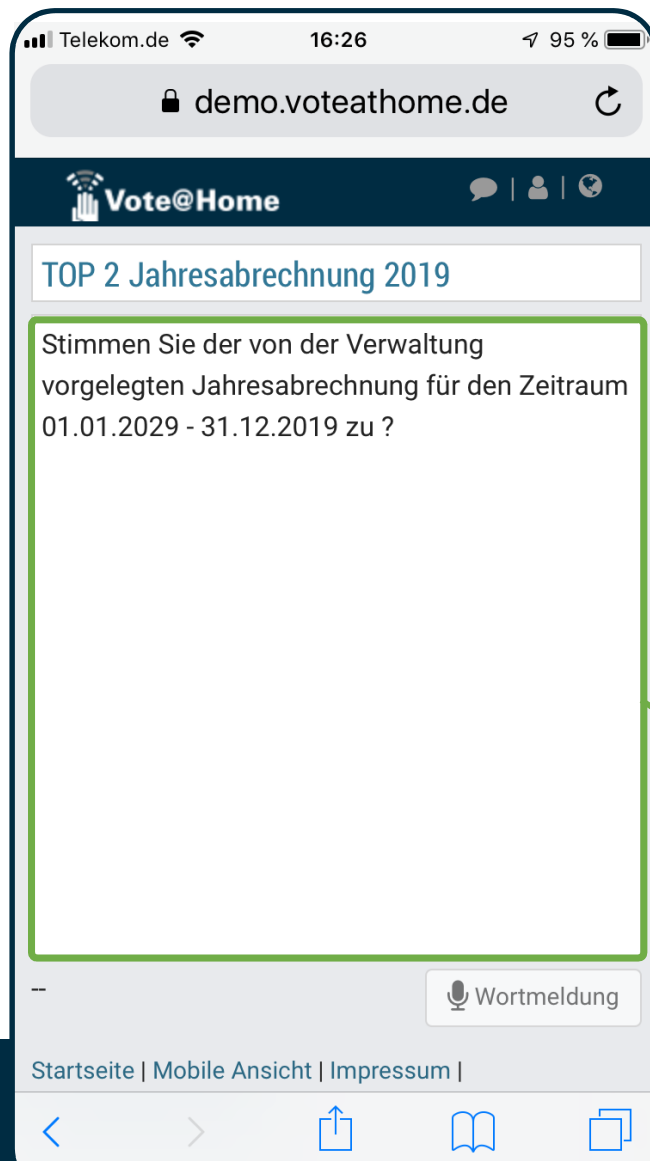 Telekom.de 16:26 95 %
demo.voteathome.de
Vote@Home | |
TOP 2 Jahresabrechnung 2019
Stimmen Sie der von der Verwaltung
vorgelegten Jahresabrechnung für den Zeitraum
01.01.2029 - 31.12.2019 zu ?
-- Wortmeldung
Startseite | Mobile Ansicht | Impressum |